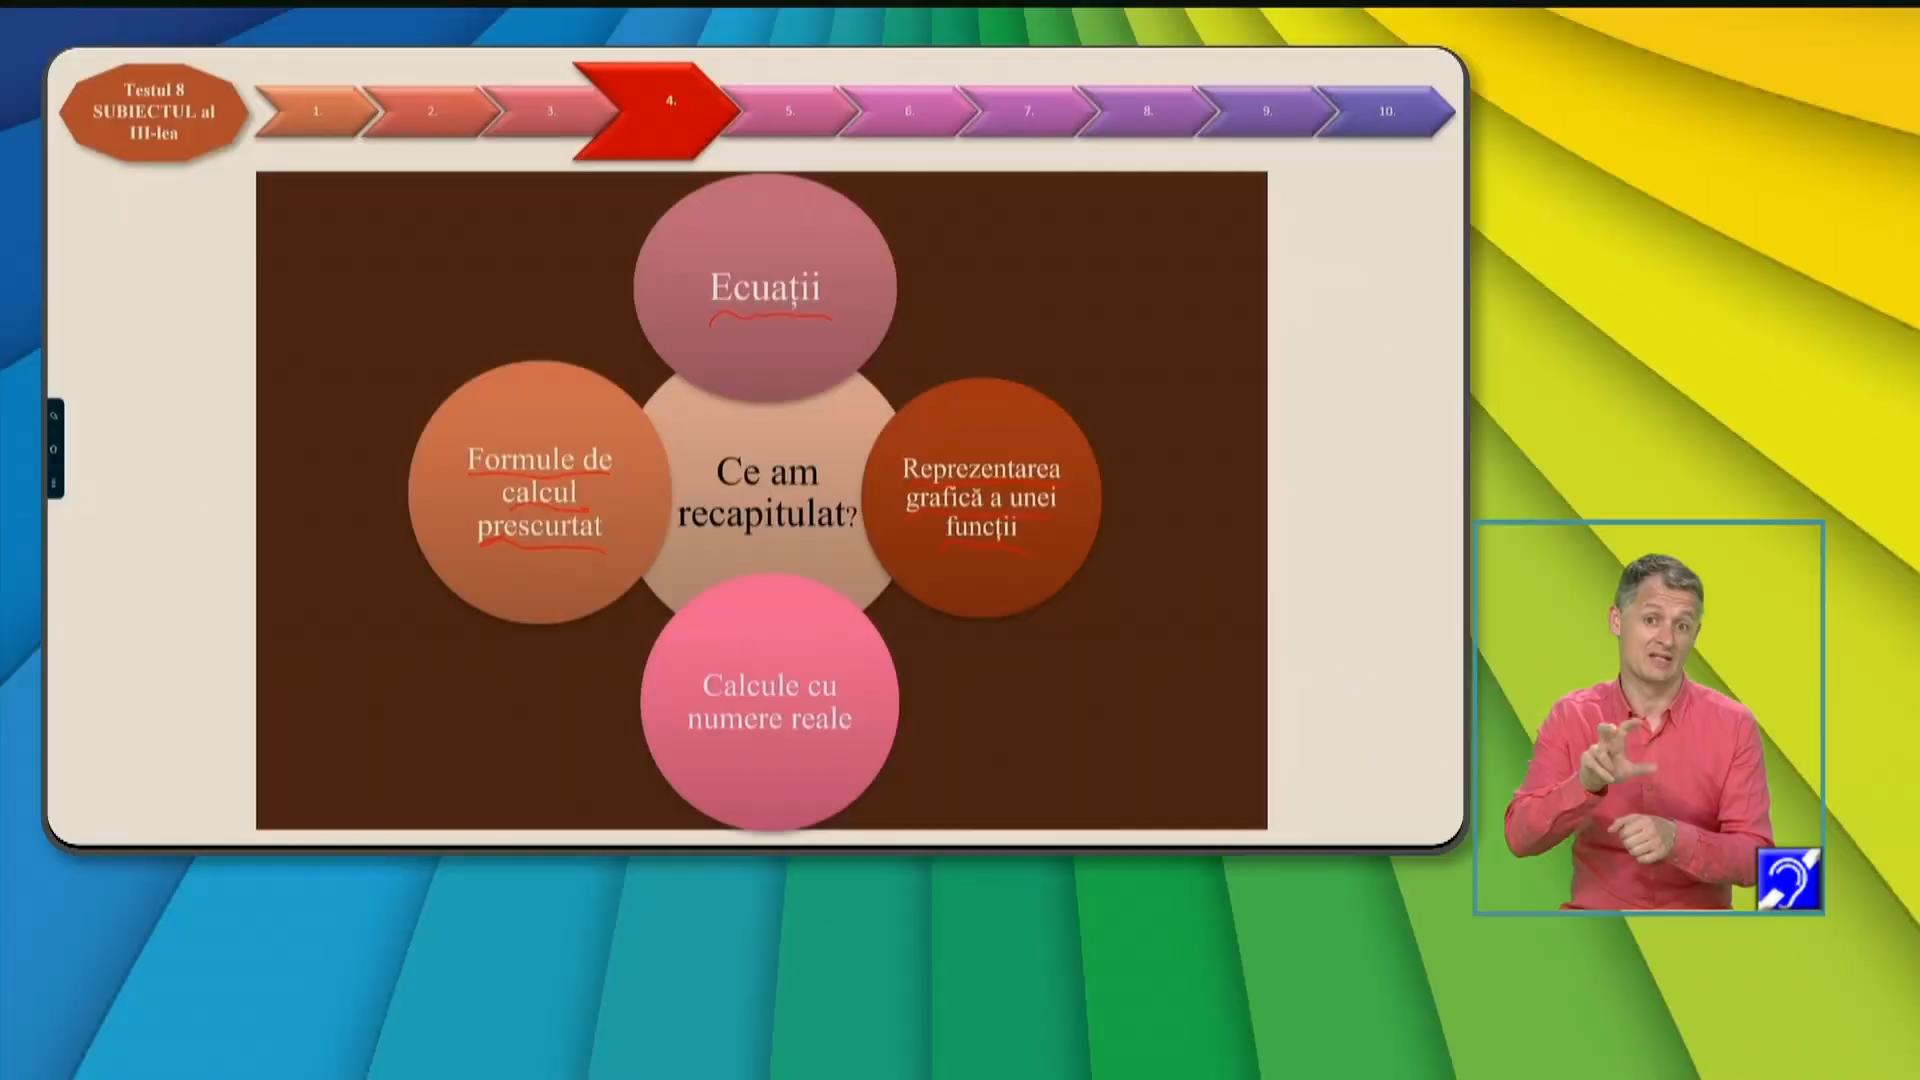 Testul 8
SUBIECTUL al
III-lea
1.
2.
3.
4.
5.
6.
7.
8.
9.
10.
Ecuații
Formule de
calcul
prescurtat
Ce am
recapitulat?
Reprezentarea
grafică a unei
funcții
Calcule cu
numere reale